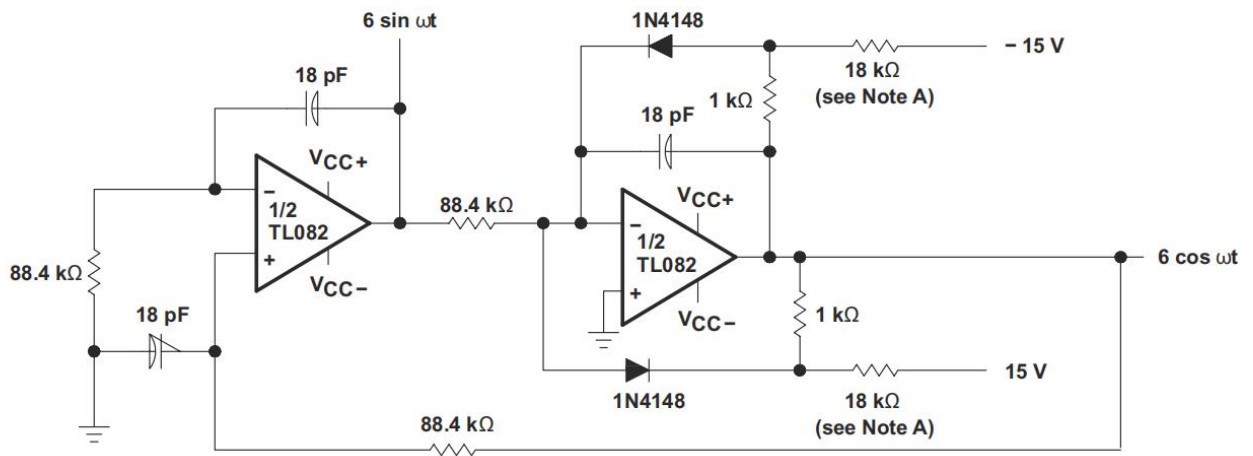 6 sin ωt
1N4148
− 15 V
18 pF
18 kΩ
(see Note A)
1 kΩ
18 pF
VCC+
−
1/2
TL082
+
VCC−
88.4 kΩ
88.4 kΩ
VCC+
−
1/2
TL082
+
VCC−
6 cos ωt
18 pF
1 kΩ
15 V
1N4148
18 kΩ
(see Note A)
88.4 kΩ